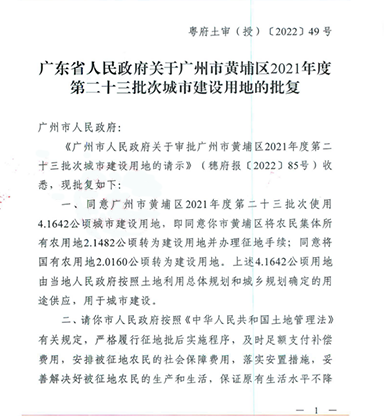 粤府土审（授）〔2022〕49号
广东省人民政府关于广州市黄埔区2021年度
第二十三批次城市建设用地的批复
广州市人民政府：
《广州市人民政府关于审批广州市黄埔区2021年度第二
十三批次城市建设用地的请示》（穗府报〔2022〕85号）收
悉，现批复如下：
一、同意广州市黄埔区2021年度第二十三批次使用
4.1642公顷城市建设用地，即同意你市黄埔区将农民集体所
有农用地2.1482公顷转为建设用地并办理征地手续；同意将
国有农用地2.0160公顷转为建设用地。上述4.1642公顷用地
由当地人民政府按照土地利用总体规划和城乡规划确定的用
途供应，用于城市建设。
二、请你市人民政府按照《中华人民共和国土地管理法》
有关规定，严格履行征地批后实施程序，及时足额支付补偿
费用，安排被征地农民的社会保障费用，落实安置措施，妥
善解决好被征地农民的生产和生活，保证原有生活水平不降
— 1 —